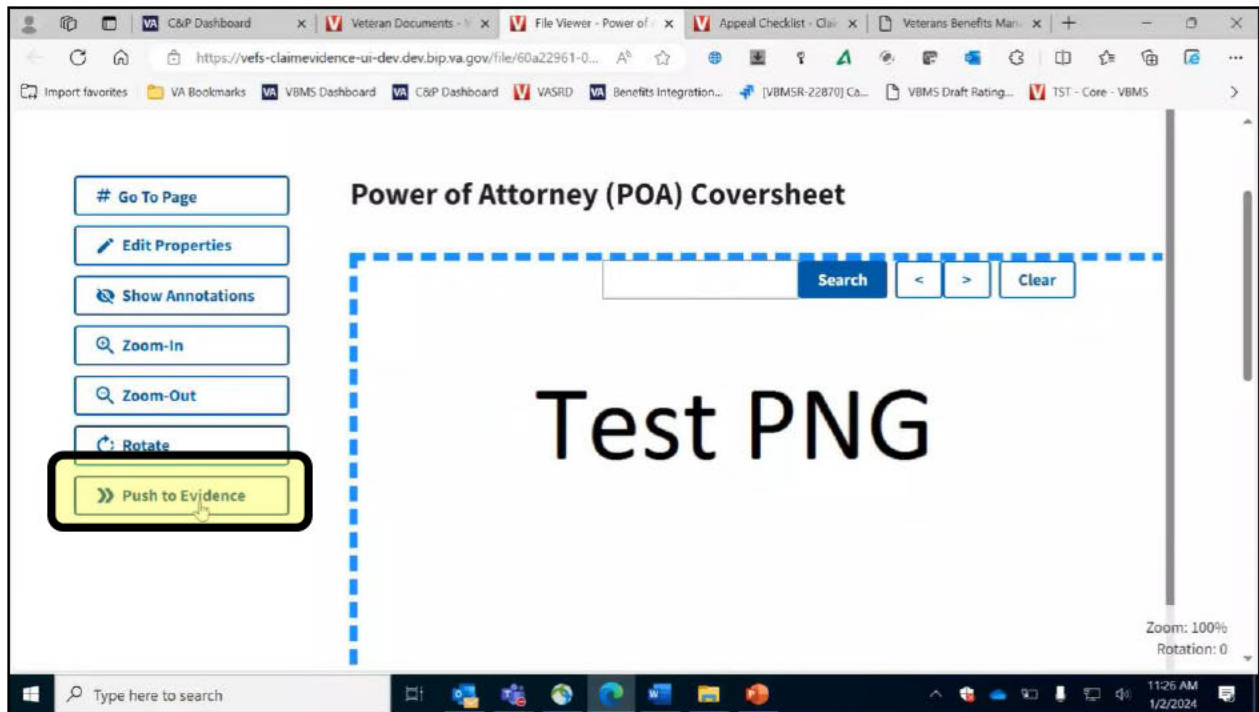 C&P Dashboard
Veteran Documents - V
File Viewer - Power of A
Appeal Checklist - Clai
Veterans Benefits Man
https://vefs-claimevidence-ui-dev.dev.bip.va.gov/file/60a22961-0...
Import favorites
VA Bookmarks
VBMS Dashboard
C&P Dashboard
VASRD
Benefits Integration...
[VBMSR-22870] Ca...
VBMS Draft Rating...
TST - Core - VBMS
# Go To Page
Edit Properties
Show Annotations
Zoom-In
Zoom-Out
Rotate
Push to Evidence
Power of Attorney (POA) Coversheet
Search
<
>
Clear
Test PNG
Zoom: 100%
Rotation: 0
Type here to search
11:26 AM
1/2/2024